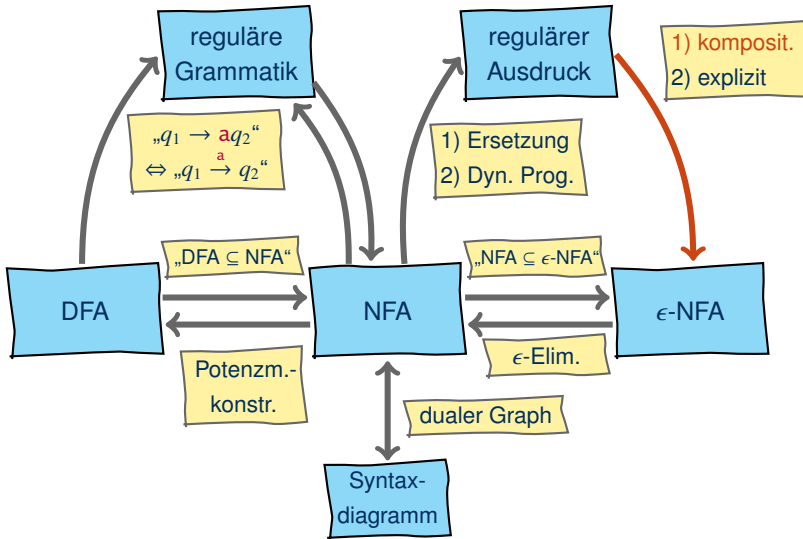 reguläre
Grammatik
regulärer
Ausdruck
1) komposit.
2) explizit
„q₁ → aq₂“
⇔ „q₁ →ᵃ q₂“
1) Ersetzung
2) Dyn. Prog.
„DFA ⊆ NFA“
„NFA ⊆ ϵ-NFA“
DFA
NFA
ϵ-NFA
Potenzm.-
konstr.
ϵ-Elim.
dualer Graph
Syntax-
diagramm